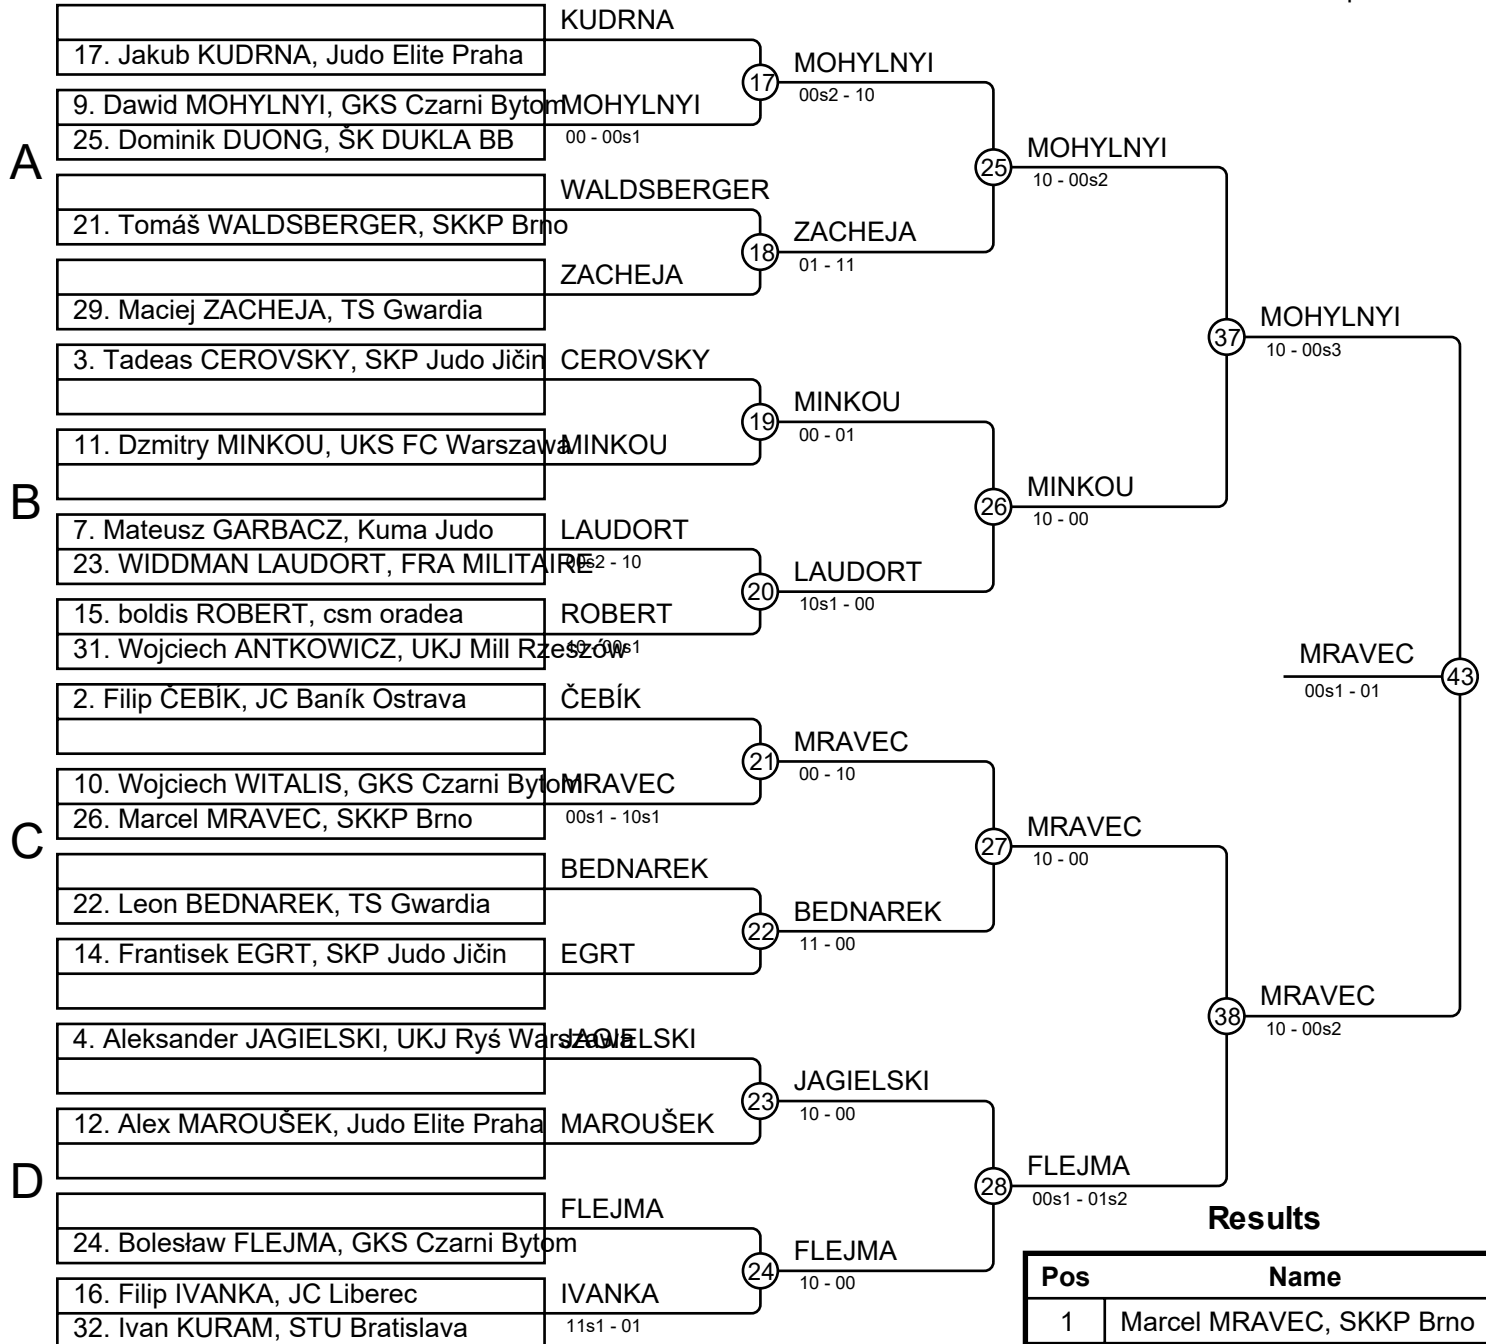 KUDRNA
17. Jakub KUDRNA, Judo Elite Praha
17
MOHYLNYI
00s2 - 10
9. Dawid MOHYLNYI, GKS Czarni Bytom
MOHYLNYI
25. Dominik DUONG, ŠK DUKLA BB
00 - 00s1
A
25
MOHYLNYI
10 - 00s2
WALDSBERGER
21. Tomáš WALDSBERGER, SKKP Brno
18
ZACHEJA
01 - 11
ZACHEJA
29. Maciej ZACHEJA, TS Gwardia
37
MOHYLNYI
10 - 00s3
3. Tadeas CEROVSKY, SKP Judo Jičin
CEROVSKY
19
MINKOU
00 - 01
11. Dzmitry MINKOU, UKS FC Warszawa
MINKOU
B
26
MINKOU
10 - 00
7. Mateusz GARBACZ, Kuma Judo
LAUDORT
23. WIDDMAN LAUDORT, FRA MILITAIRE
00s2 - 10
20
LAUDORT
10s1 - 00
15. boldis ROBERT, csm oradea
ROBERT
31. Wojciech ANTKOWICZ, UKJ Mill Rzeszów
10 - 00s1
MRAVEC
00s1 - 01
43
2. Filip ČEBÍK, JC Baník Ostrava
ČEBÍK
21
MRAVEC
00 - 10
10. Wojciech WITALIS, GKS Czarni Bytom
MRAVEC
26. Marcel MRAVEC, SKKP Brno
00s1 - 10s1
C
27
MRAVEC
10 - 00
BEDNAREK
22. Leon BEDNAREK, TS Gwardia
22
BEDNAREK
11 - 00
14. Frantisek EGRT, SKP Judo Jičin
EGRT
38
MRAVEC
10 - 00s2
4. Aleksander JAGIELSKI, UKJ Ryś Warszawa
JAGIELSKI
23
JAGIELSKI
10 - 00
12. Alex MAROUŠEK, Judo Elite Praha
MAROUŠEK
D
28
FLEJMA
00s1 - 01s2
FLEJMA
24. Bolesław FLEJMA, GKS Czarni Bytom
24
FLEJMA
10 - 00
16. Filip IVANKA, JC Liberec
IVANKA
32. Ivan KURAM, STU Bratislava
11s1 - 01
Results
Pos Name
1 Marcel MRAVEC, SKKP Brno